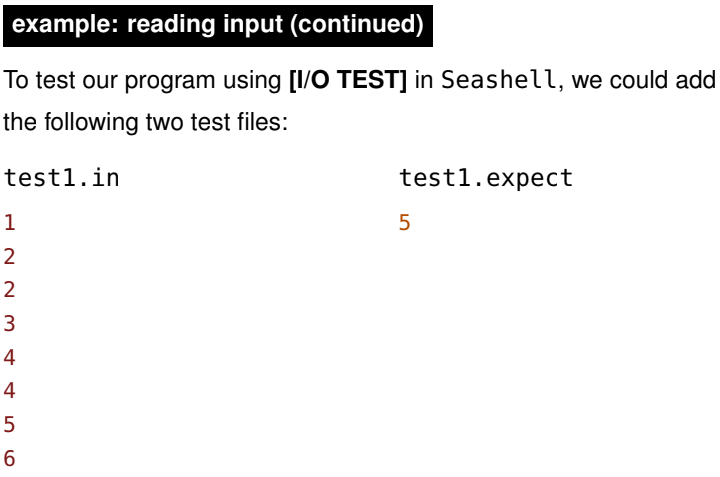 example: reading input (continued)
To test our program using [I/O TEST] in Seashell, we could add
the following two test files:
test1.in test1.expect
1 5
2
2
3
4
4
5
6